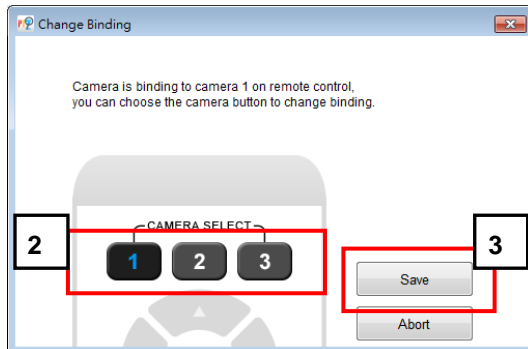 Change Binding
Camera is binding to camera 1 on remote control,
you can choose the camera button to change binding.
CAMERA SELECT
2
1 2 3
3
Save
Abort